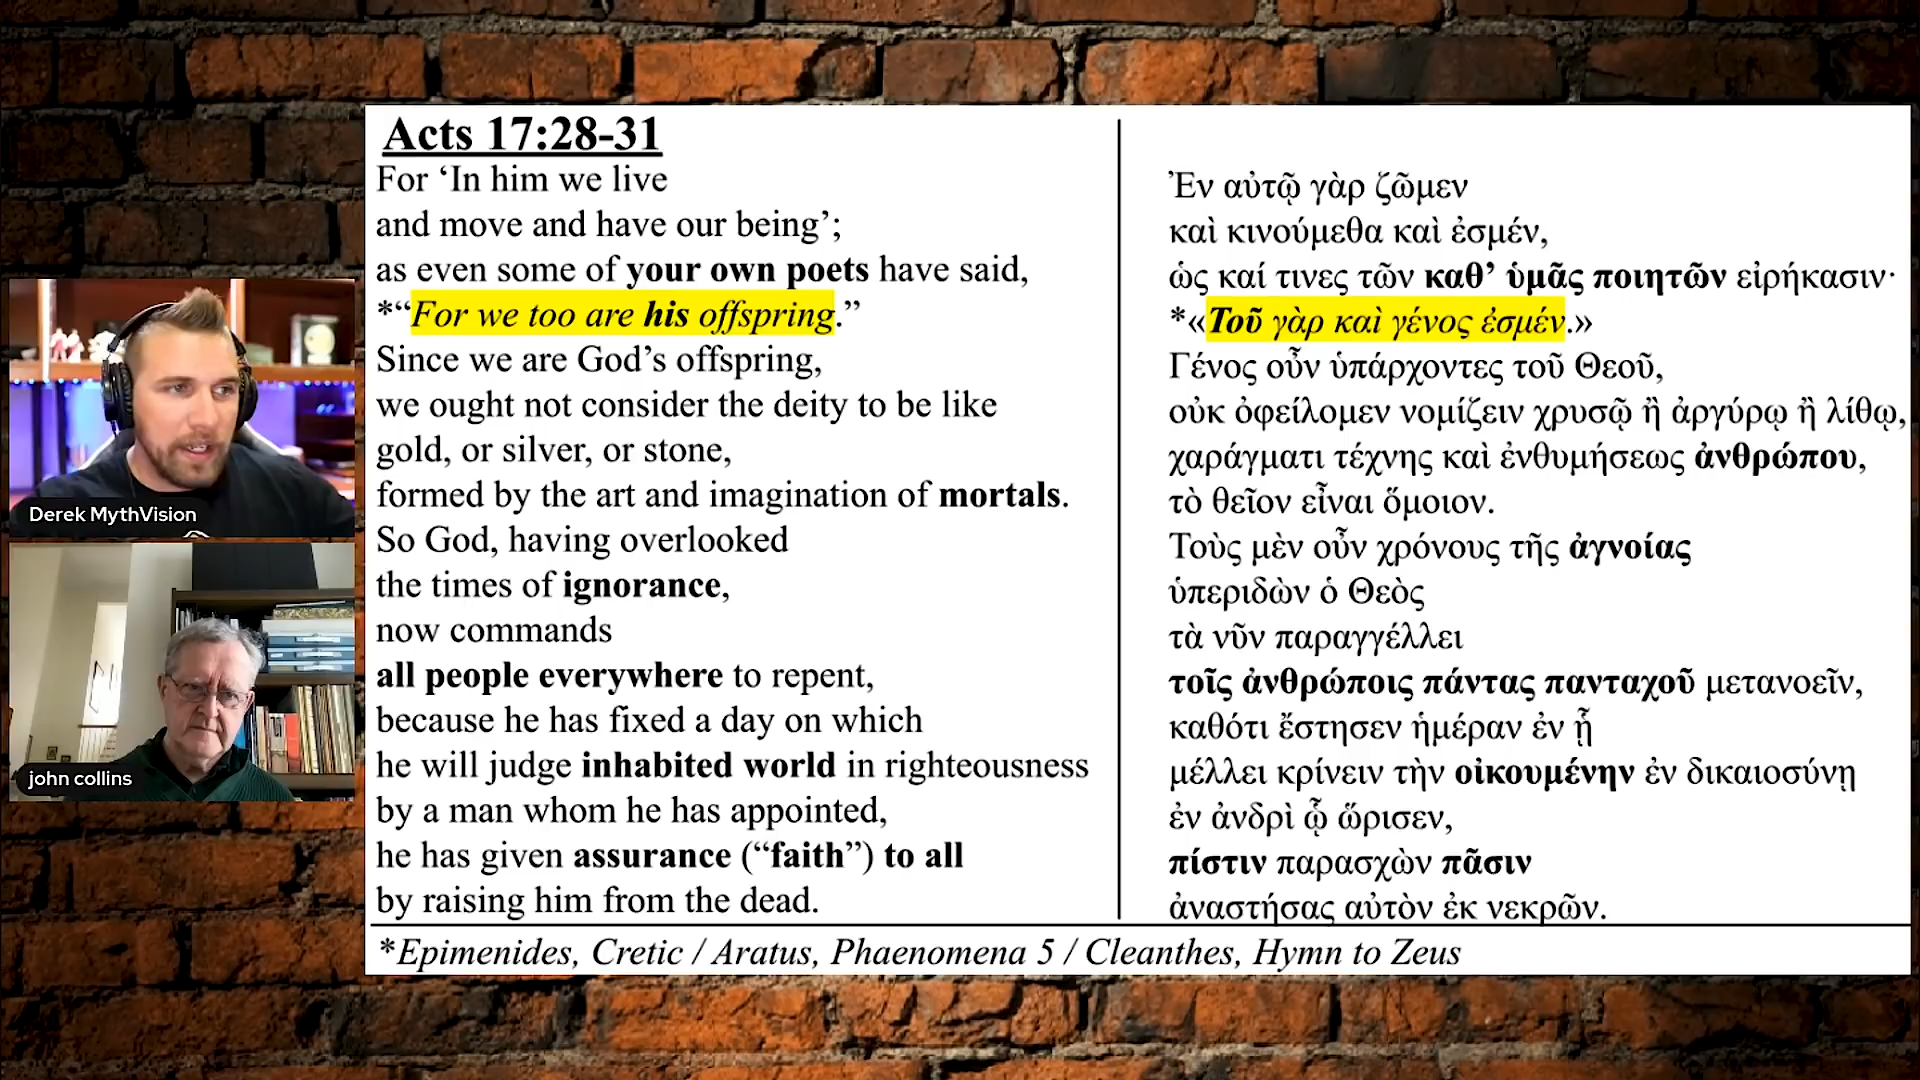 Acts 17:28-31
For ‘In him we live
and move and have our being’;
as even some of your own poets have said,
*“For we too are his offspring.”
Since we are God’s offspring,
we ought not consider the deity to be like
gold, or silver, or stone,
formed by the art and imagination of mortals.
So God, having overlooked
the times of ignorance,
now commands
all people everywhere to repent,
because he has fixed a day on which
he will judge inhabited world in righteousness
by a man whom he has appointed,
he has given assurance (“faith”) to all
by raising him from the dead.
Ἐν αὐτῷ γὰρ ζῶμεν
καὶ κινούμεθα καὶ ἐσμέν,
ὡς καί τινες τῶν καθ’ ὑμᾶς ποιητῶν εἰρήκασιν·
*«Τοῦ γὰρ καὶ γένος ἐσμέν.»
Γένος οὖν ὑπάρχοντες τοῦ Θεοῦ,
οὐκ ὀφείλομεν νομίζειν χρυσῷ ἢ ἀργύρῳ ἢ λίθῳ,
χαράγματι τέχνης καὶ ἐνθυμήσεως ἀνθρώπου,
τὸ θεῖον εἶναι ὅμοιον.
Τοὺς μὲν οὖν χρόνους τῆς ἀγνοίας
ὑπεριδὼν ὁ Θεὸς
τὰ νῦν παραγγέλλει
τοῖς ἀνθρώποις πάντας πανταχοῦ μετανοεῖν,
καθότι ἔστησεν ἡμέραν ἐν ᾗ
μέλλει κρίνειν τὴν οἰκουμένην ἐν δικαιοσύνῃ
ἐν ἀνδρὶ ᾧ ὥρισεν,
πίστιν παρασχὼν πᾶσιν
ἀναστήσας αὐτὸν ἐκ νεκρῶν.
*Epimenides, Cretic / Aratus, Phaenomena 5 / Cleanthes, Hymn to Zeus
Derek MythVision
john collins